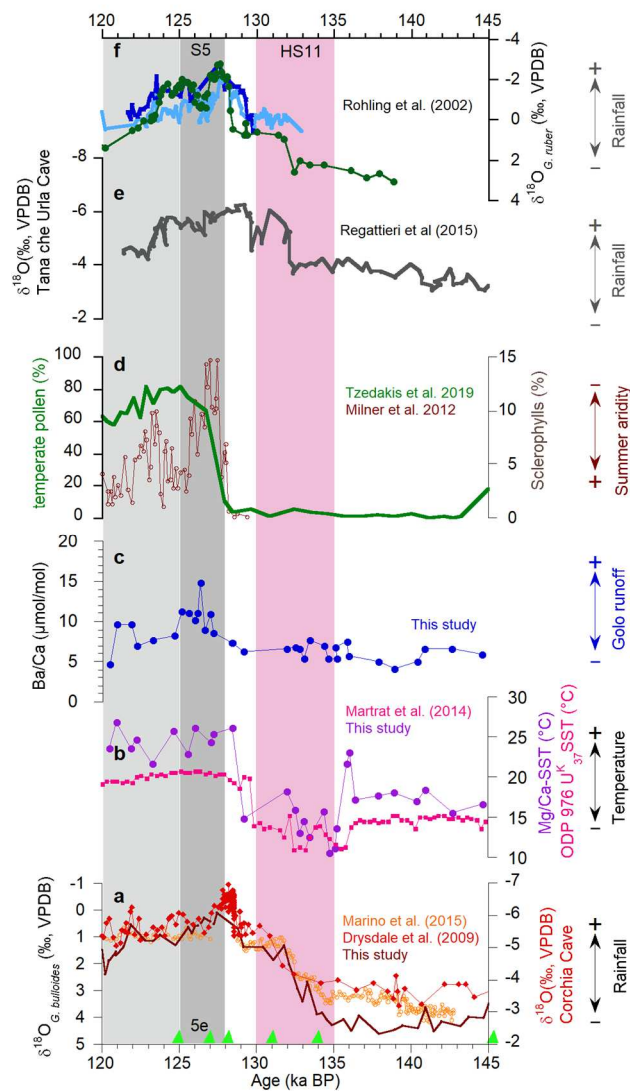 120 125 130 135 140 145
S5 HS11
f
-4
-2
0
2
4
δ18O G. ruber (‰, VPDB)
Rohling et al. (2002)
+
Rainfall
−
-8
-6
-4
-2
δ18O(‰, VPDB)
Tana che Urla Cave
e
Regattieri et al (2015)
+
Rainfall
−
100
80
60
40
20
0
temperate pollen (%)
d
Tzedakis et al. 2019
Milner et al. 2012
15
10
5
0
Sclerophylls (%)
−
Summer aridity
+
20
15
10
5
0
Ba/Ca (μmol/mol)
c
This study
+
Golo runoff
−
b
Martrat et al. (2014)
This study
30
25
20
15
10
Mg/Ca-SST (°C)
ODP 976 UK37 SST (°C)
+
Temperature
−
-1
0
1
2
3
4
5
δ18O G. bulloides (‰, VPDB)
a
Marino et al. (2015)
Drysdale et al. (2009)
This study
-7
-6
-5
-4
-3
-2
δ18O(‰, VPDB)
Corchia Cave
+
Rainfall
−
5e
120 125 130 135 140 145
Age (ka BP)